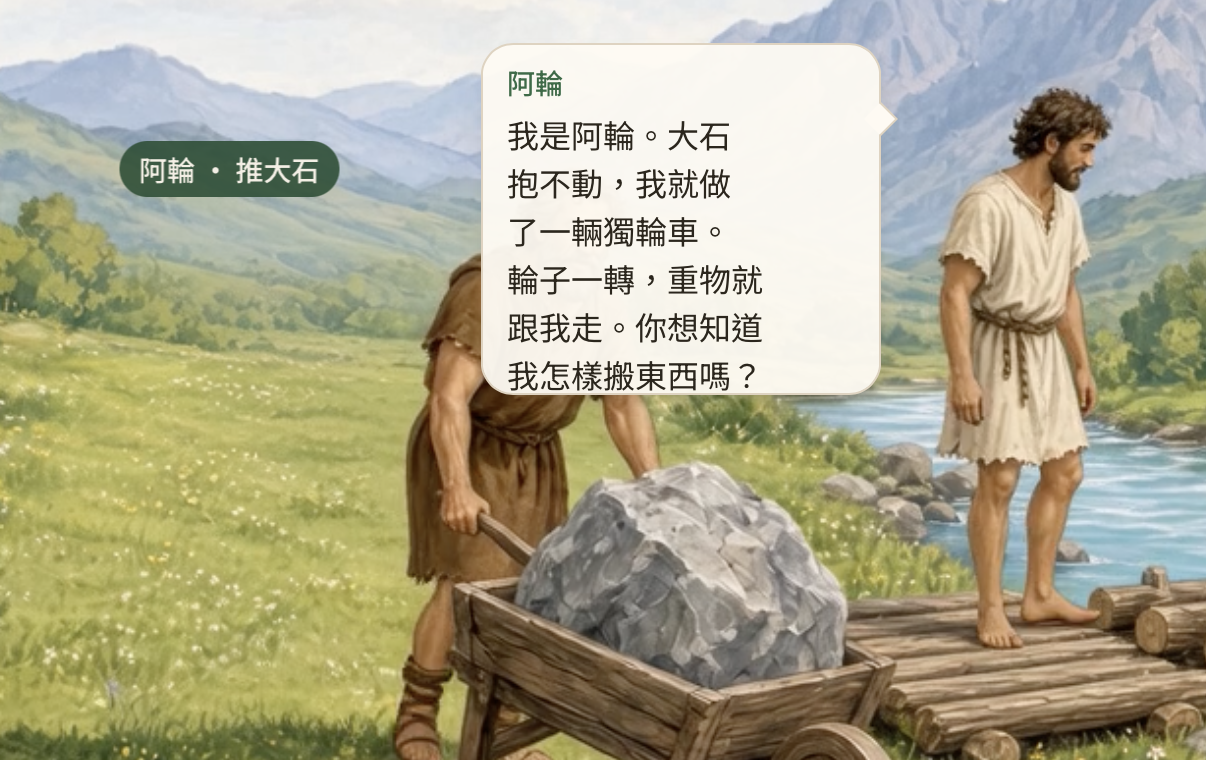 阿輪
我是阿輪。大石
抱不動，我就做
了一輛獨輪車。
輪子一轉，重物就
跟我走。你想知道
我怎樣搬東西嗎？
阿輪・推大石